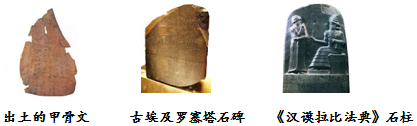 出土的甲骨文
古埃及罗塞塔石碑
《汉谟拉比法典》石柱